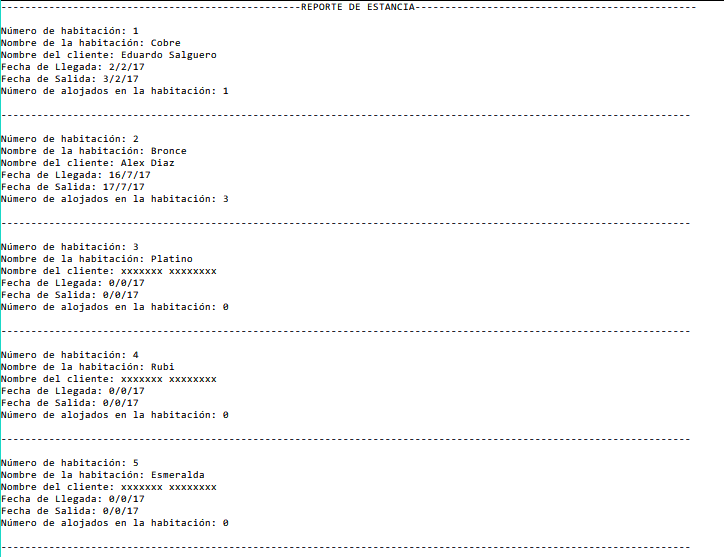 --------------------------------------------------REPORTE DE ESTANCIA-----------------------------------------------
Número de habitación: 1
Nombre de la habitación: Cobre
Nombre del cliente: Eduardo Salguero
Fecha de Llegada: 2/2/17
Fecha de Salida: 3/2/17
Número de alojados en la habitación: 1
-------------------------------------------------------------------------------------------------------------------
Número de habitación: 2
Nombre de la habitación: Bronce
Nombre del cliente: Alex Diaz
Fecha de Llegada: 16/7/17
Fecha de Salida: 17/7/17
Número de alojados en la habitación: 3
-------------------------------------------------------------------------------------------------------------------
Número de habitación: 3
Nombre de la habitación: Platino
Nombre del cliente: xxxxxxx xxxxxxxx
Fecha de Llegada: 0/0/17
Fecha de Salida: 0/0/17
Número de alojados en la habitación: 0
-------------------------------------------------------------------------------------------------------------------
Número de habitación: 4
Nombre de la habitación: Rubi
Nombre del cliente: xxxxxxx xxxxxxxx
Fecha de Llegada: 0/0/17
Fecha de Salida: 0/0/17
Número de alojados en la habitación: 0
-------------------------------------------------------------------------------------------------------------------
Número de habitación: 5
Nombre de la habitación: Esmeralda
Nombre del cliente: xxxxxxx xxxxxxxx
Fecha de Llegada: 0/0/17
Fecha de Salida: 0/0/17
Número de alojados en la habitación: 0
-------------------------------------------------------------------------------------------------------------------